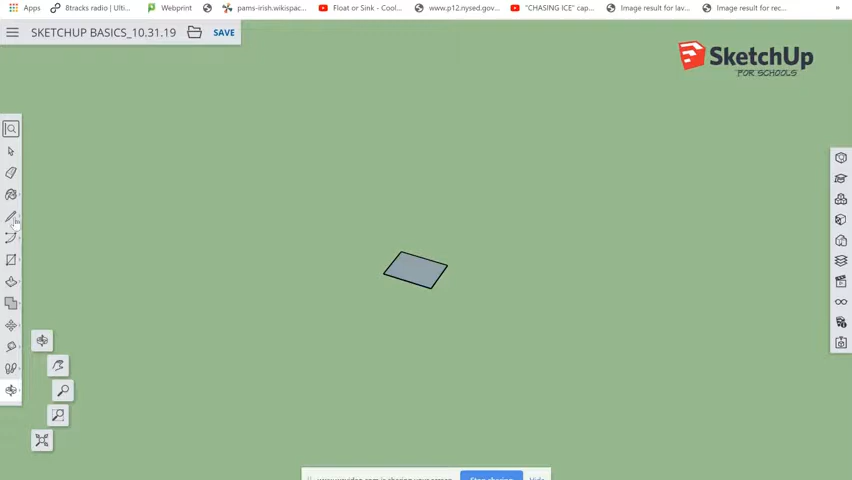 Apps 8tracks radio | Ulti... Webprint pams-irish.wikispac... Float or Sink - Cool... www.p12.nysed.gov... "CHASING ICE" cap... Image result for lav... Image result for rec...
SKETCHUP BASICS_10.31.19 SAVE
SketchUp
FOR SCHOOLS